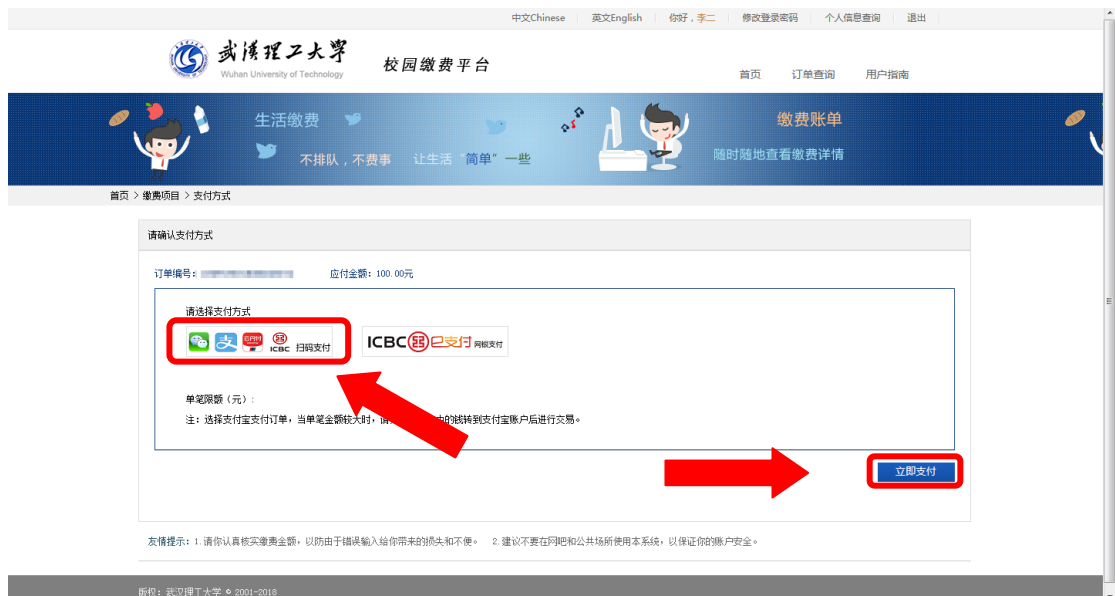 中文Chinese 英文English 你好，李二 修改登录密码 个人信息查询 退出
武汉理工大学
Wuhan University of Technology
校园缴费平台
首页 订单查询 用户指南
生活缴费
不排队，不费事 让生活"简单"一些
缴费账单
随时随地查看缴费详情
首页 > 缴费项目 > 支付方式
请确认支付方式
订单编号： 应付金额：100.00元
请选择支付方式
ICBC 扫码支付
ICBC e支付 网银支付
单笔限额（元）：
注：选择支付宝支付订单，当单笔金额较大时，请 的钱转到支付宝账户后进行交易。
立即支付
友情提示：1.请你认真核实缴费金额，以防由于错误输入给你带来的损失和不便。 2.建议不要在网吧和公共场所使用本系统，以保证你的账户安全。
版权：武汉理工大学 © 2001-2018